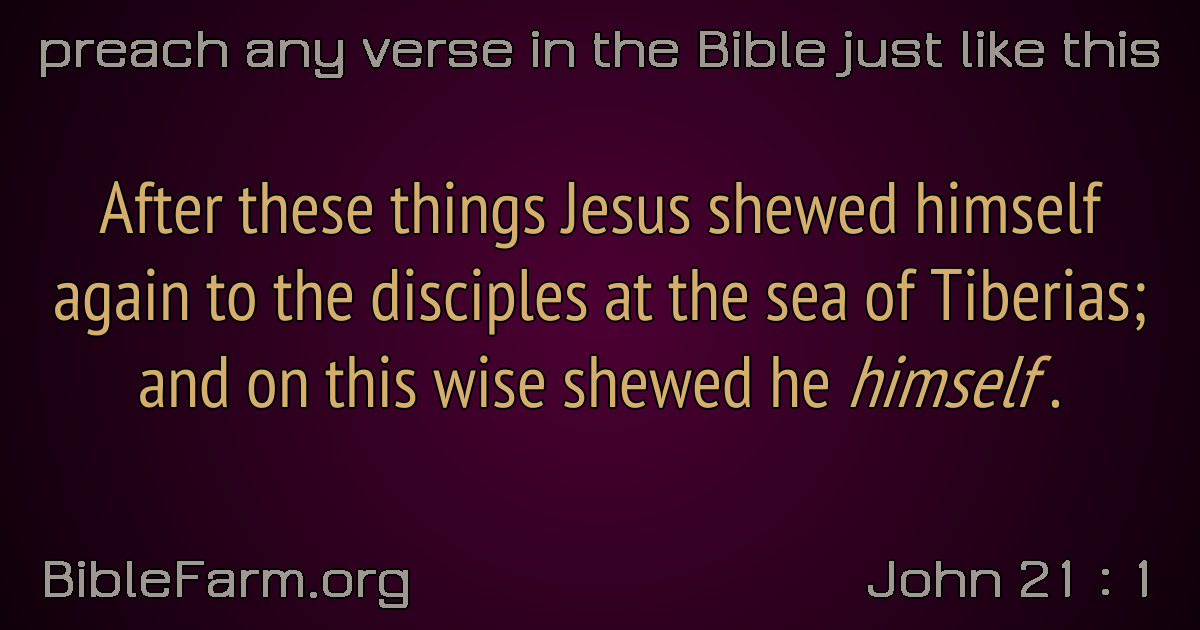 preach any verse in the Bible just like this
After these things Jesus shewed himself
again to the disciples at the sea of Tiberias;
and on this wise shewed he himself .
BibleFarm.org
John 21 : 1